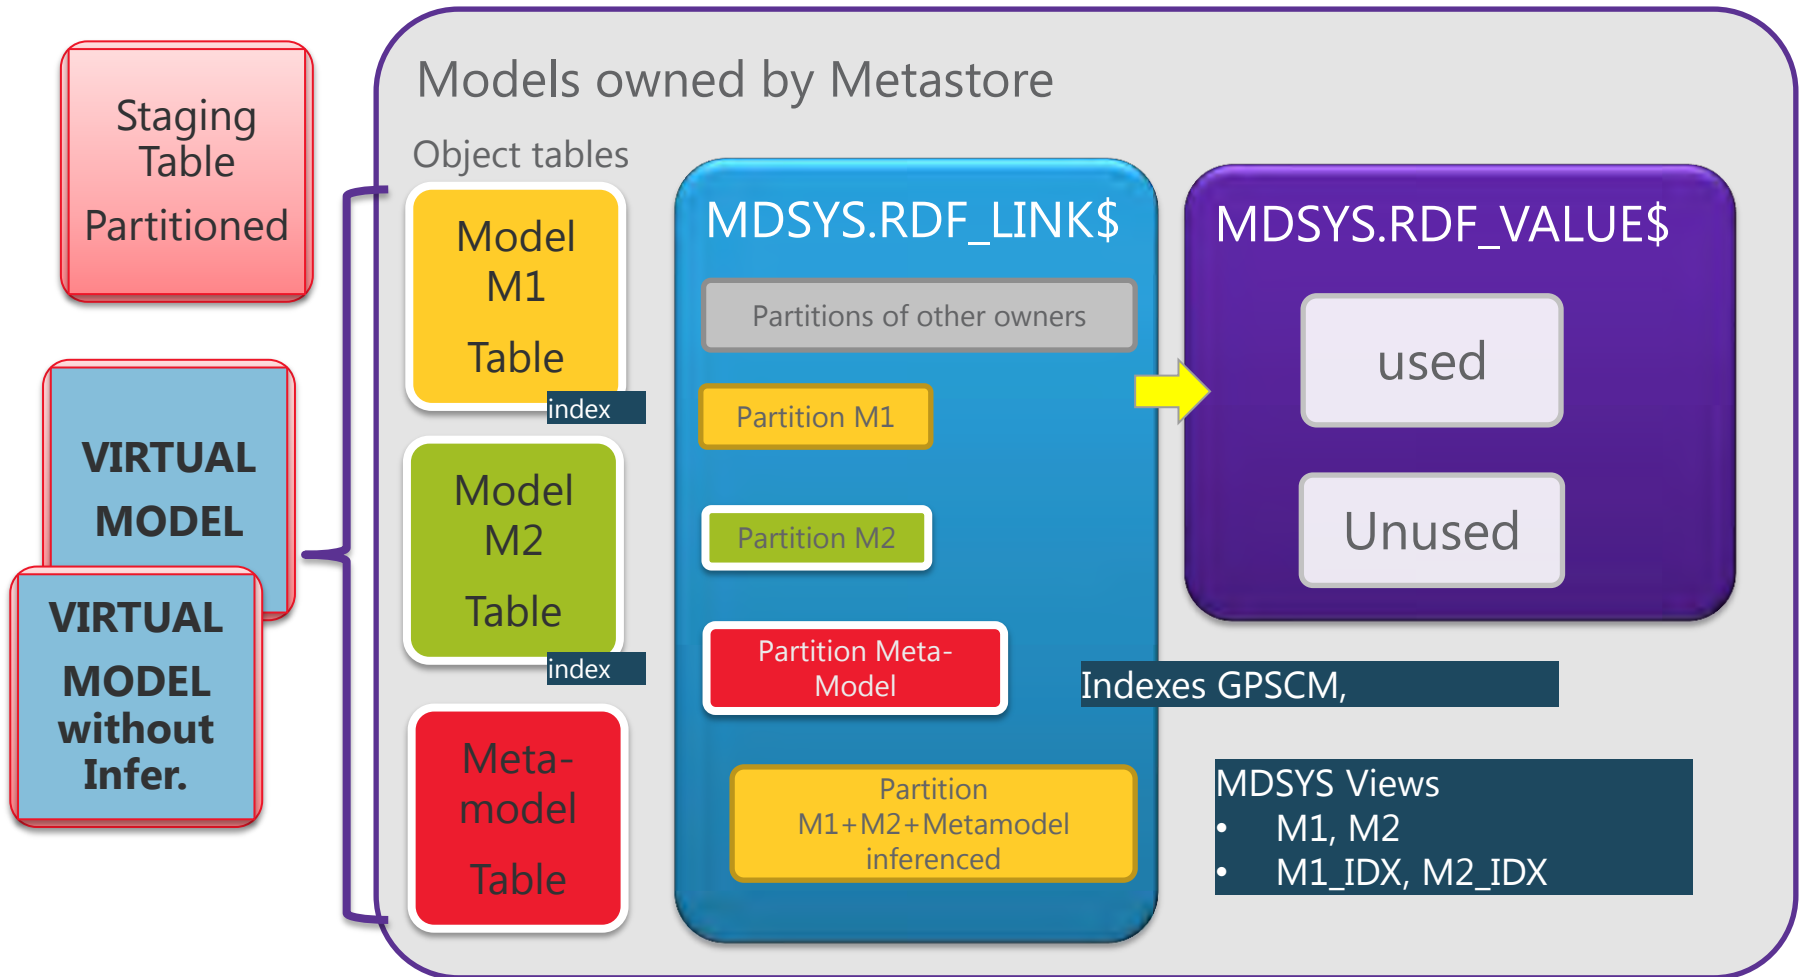 Staging
Table
Partitioned
VIRTUAL
MODEL
VIRTUAL
MODEL
without
Infer.
Models owned by Metastore
Object tables
Model
M1
Table
index
Model
M2
Table
index
Meta-
model
Table
MDSYS.RDF_LINK$
Partitions of other owners
Partition M1
Partition M2
Partition Meta-
Model
Partition
M1+M2+Metamodel
inferenced
MDSYS.RDF_VALUE$
used
Unused
Indexes GPSCM,
MDSYS Views
• M1, M2
• M1_IDX, M2_IDX